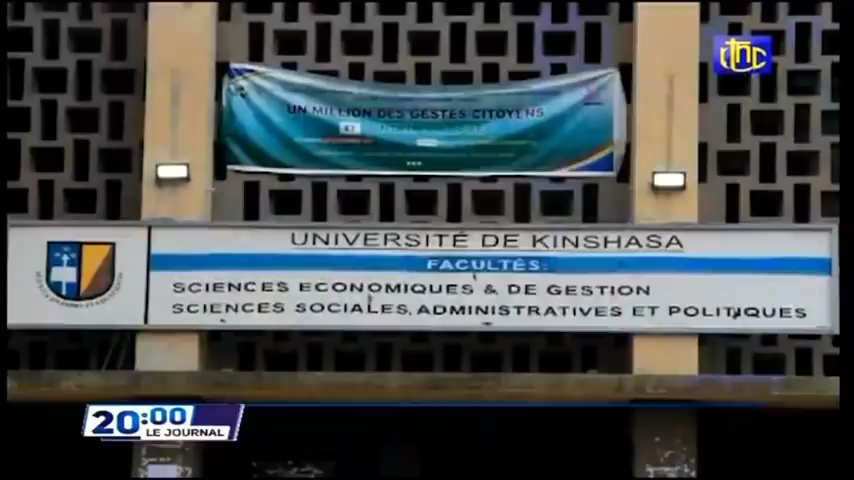 rtnc
UN MILLION DES GESTES CITOYENS
UNIVERSITÉ DE KINSHASA
FACULTÉS:
SCIENCES ECONOMIQUES & DE GESTION
SCIENCES SOCIALES, ADMINISTRATIVES ET POLITIQUES
20:00
LE JOURNAL